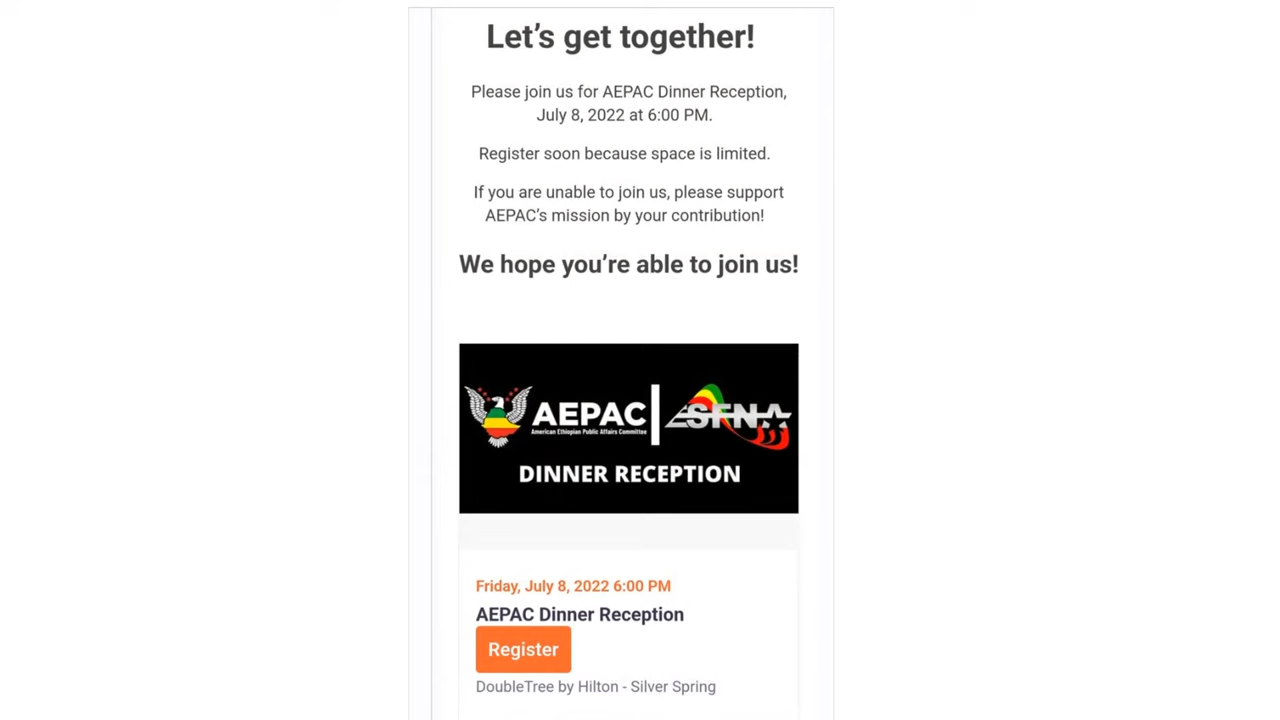 Let’s get together!
Please join us for AEPAC Dinner Reception,
July 8, 2022 at 6:00 PM.
Register soon because space is limited.
If you are unable to join us, please support
AEPAC’s mission by your contribution!
We hope you’re able to join us!
AEPAC
American Ethiopian Public Affairs Committee
ESFNA
DINNER RECEPTION
Friday, July 8, 2022 6:00 PM
AEPAC Dinner Reception
Register
DoubleTree by Hilton - Silver Spring